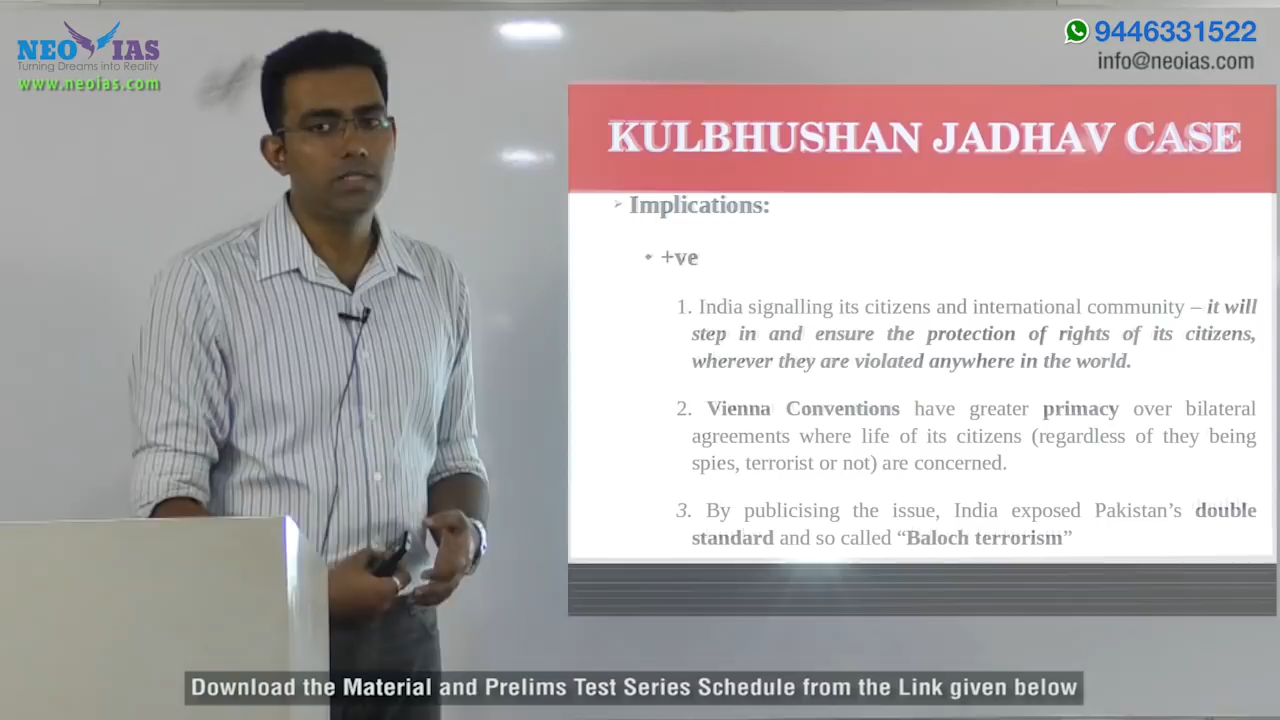 NEO IAS
Turning Dreams into Reality
www.neoias.com
9446331522
info@neoias.com
KULBHUSHAN JADHAV CASE
Implications:
+ve
1. India signalling its citizens and international community – it will
step in and ensure the protection of rights of its citizens,
wherever they are violated anywhere in the world.
2. Vienna Conventions have greater primacy over bilateral
agreements where life of its citizens (regardless of they being
spies, terrorist or not) are concerned.
3. By publicising the issue, India exposed Pakistan's double
standard and so called “Baloch terrorism”
Download the Material and Prelims Test Series Schedule from the Link given below